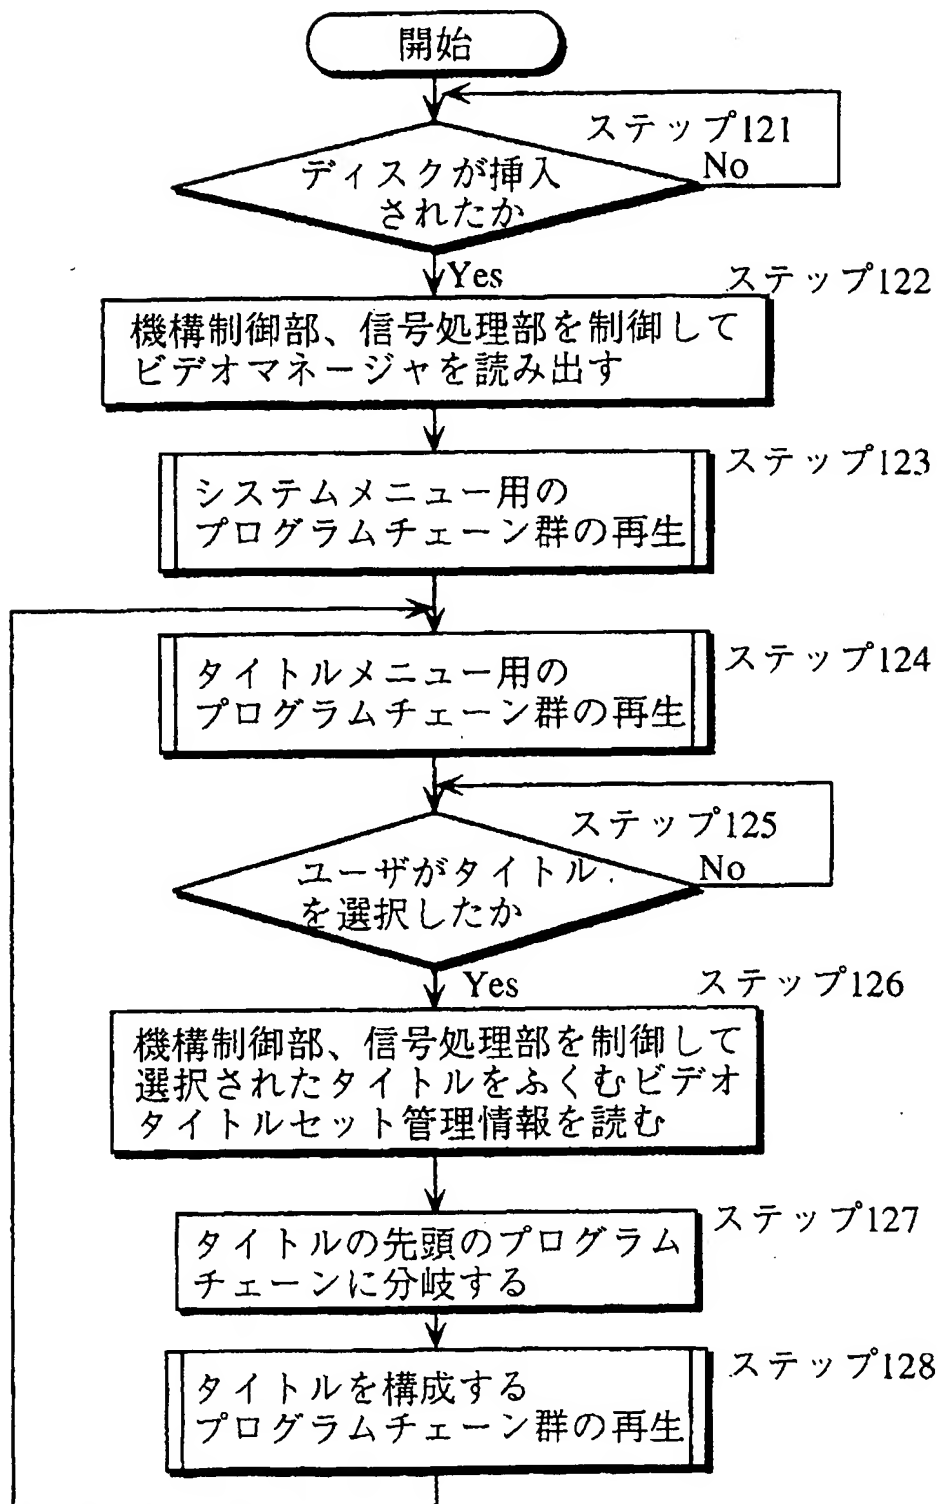 開始
ステップ121
No
ディスクが挿入
されたか
Yes
ステップ122
機構制御部、信号処理部を制御して
ビデオマネージャを読み出す
ステップ123
システムメニュー用の
プログラムチェーン群の再生
ステップ124
タイトルメニュー用の
プログラムチェーン群の再生
ステップ125
No
ユーザがタイトル
を選択したか
Yes
ステップ126
機構制御部、信号処理部を制御して
選択されたタイトルをふくむビデオ
タイトルセット管理情報を読む
ステップ127
タイトルの先頭のプログラム
チェーンに分岐する
ステップ128
タイトルを構成する
プログラムチェーン群の再生